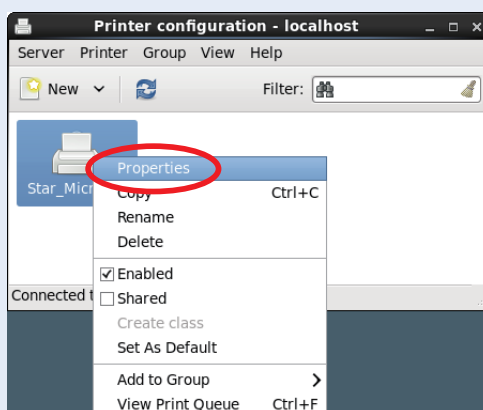 Printer configuration - localhost
Server Printer Group View Help
New Filter:
Properties
Star_Micr
Copy Ctrl+C
Rename
Delete
Enabled
Connected t
Shared
Create class
Set As Default
Add to Group
View Print Queue Ctrl+F